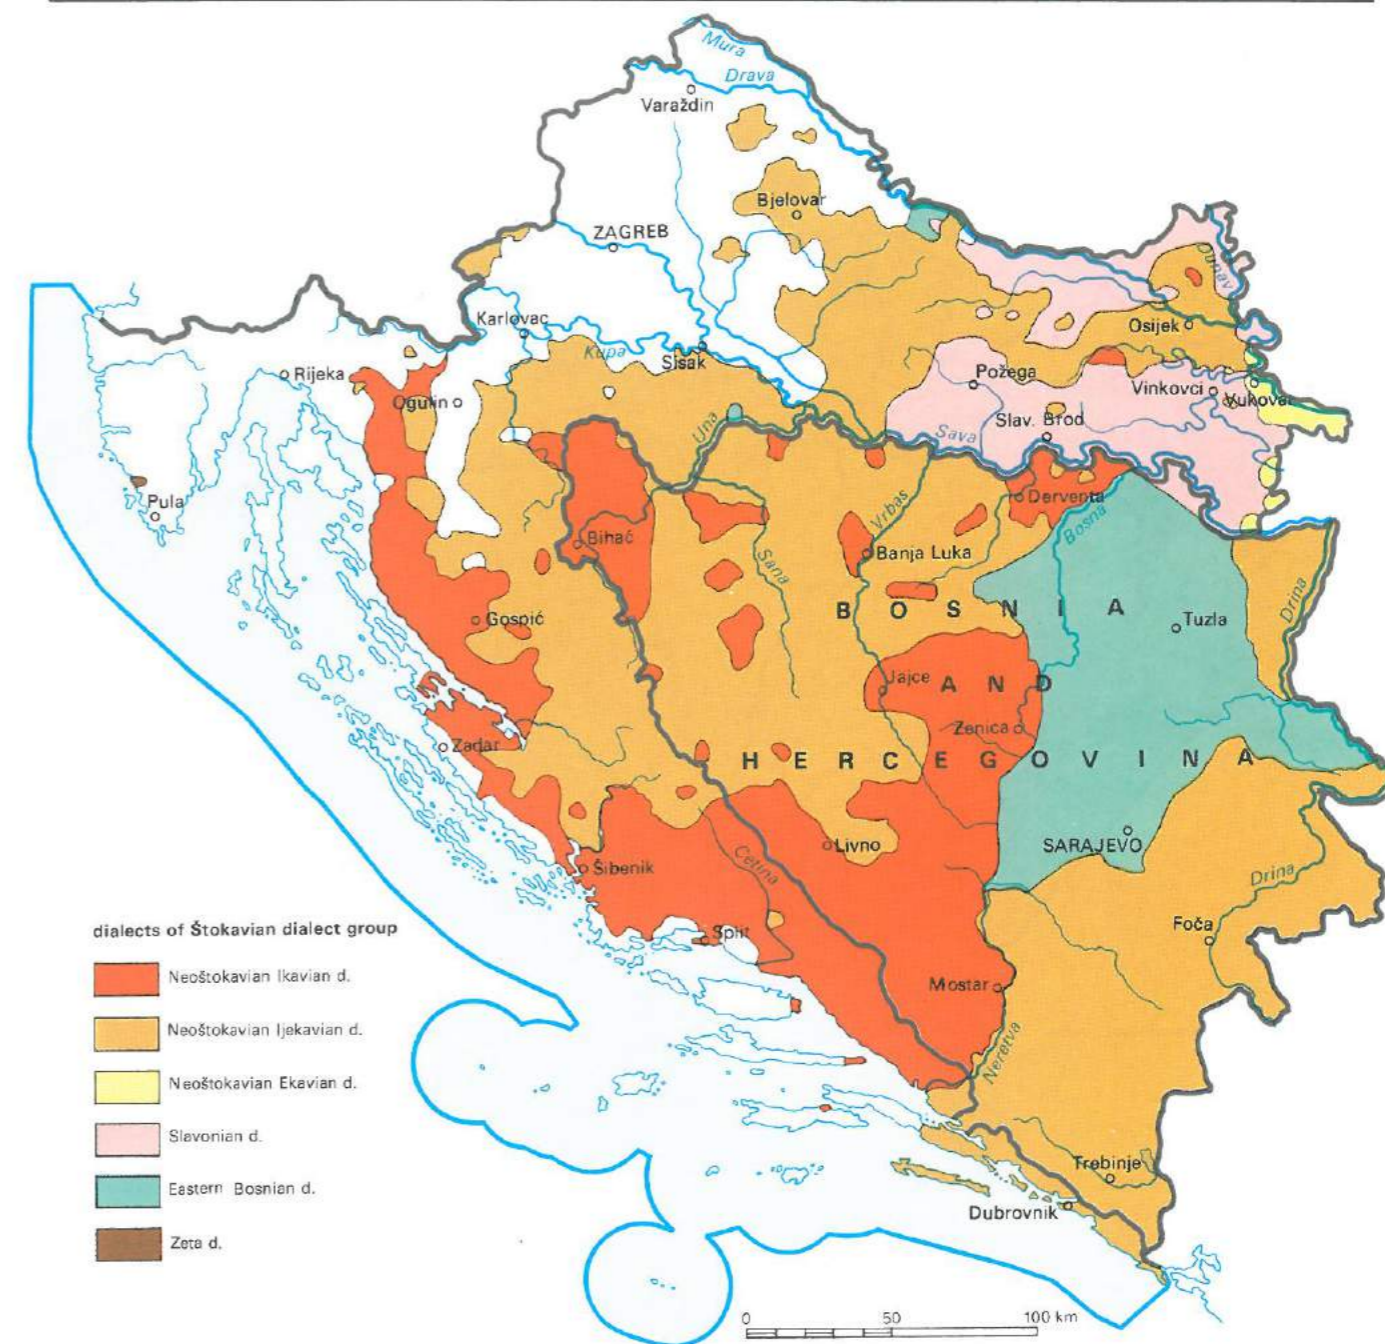 Mura
Drava
Varaždin
Bjelovar
ZAGREB
Dunav
Karlovac
Osijek
Kupa
Sisak
Rijeka
Požega
Vinkovci
Vukovar
Ogulin
Slav. Brod
Una
Sava
Pula
Derventa
Vrbas
Bosna
Bihać
Banja Luka
Sana
Drina
BOSNIA
Gospić
Tuzla
Jajce
AND
Zenica
Zadar
HERCEGOVINA
Livno
SARAJEVO
Šibenik
Cetina
Drina
Foča
Split
Mostar
Neretva
Trebinje
Dubrovnik
dialects of Štokavian dialect group
Neoštokavian Ikavian d.
Neoštokavian Ijekavian d.
Neoštokavian Ekavian d.
Slavonian d.
Eastern Bosnian d.
Zeta d.
0 50 100 km